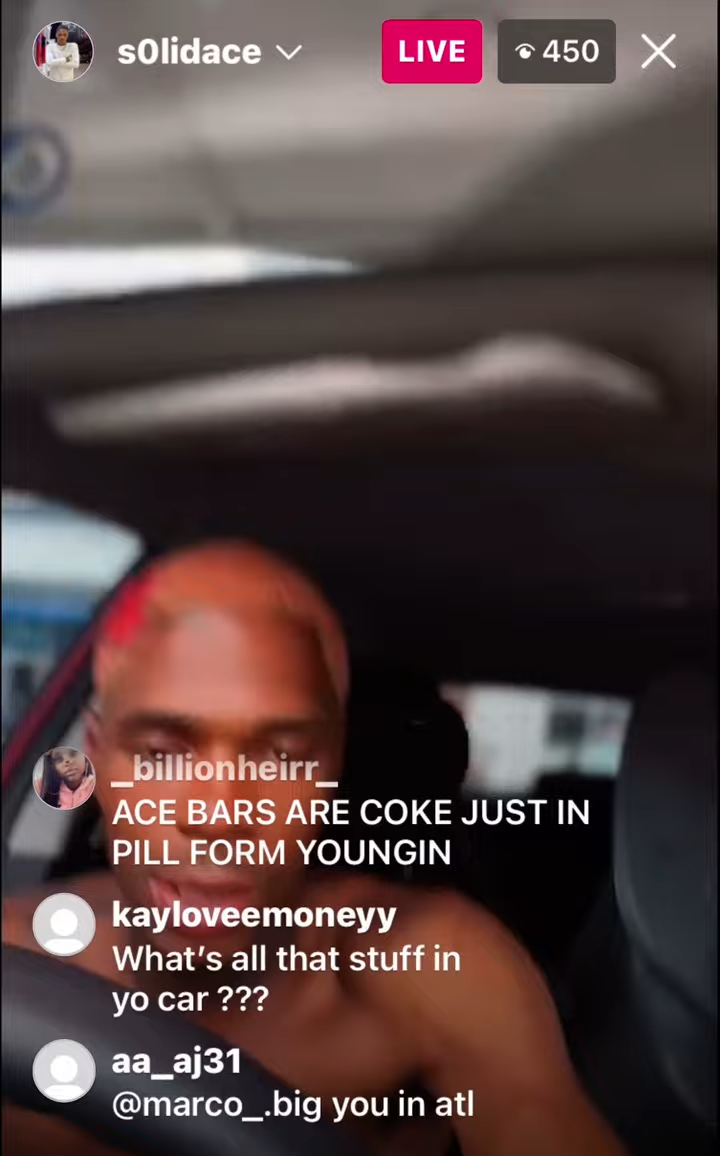 s0lidace
LIVE
450
_billionheirr_
ACE BARS ARE COKE JUST IN
PILL FORM YOUNGIN
kayloveemoneyy
What's all that stuff in
yo car ???
aa_aj31
@marco_.big you in atl